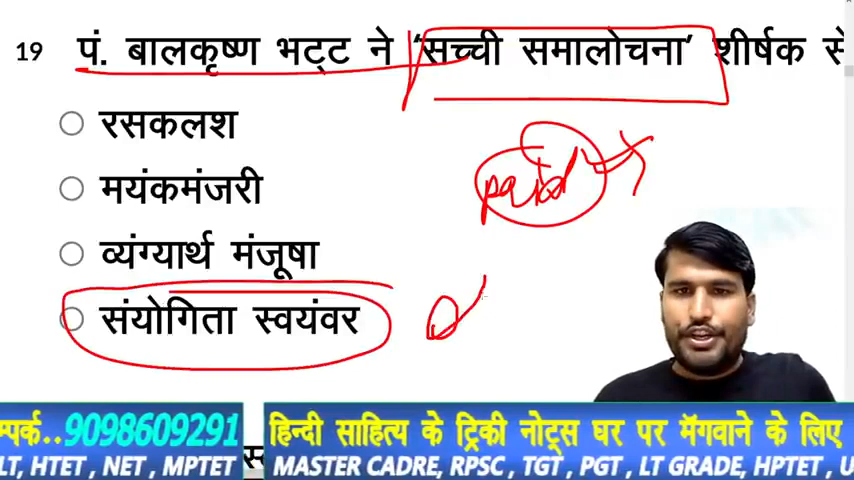 19 पं. बालकृष्ण भट्ट ने 'सच्ची समालोचना' शीर्षक से
रसकलश
मयंकमंजरी
व्यंग्यार्थ मंजूषा
संयोगिता स्वयंवर
म्पर्क..9098609291 हिन्दी साहित्य के ट्रिकी नोट्स घर पर मॅगवाने के लिए
LT, HTET, NET, MPTET MASTER CADRE, RPSC, TGT, PGT, LT GRADE, HPTET, U